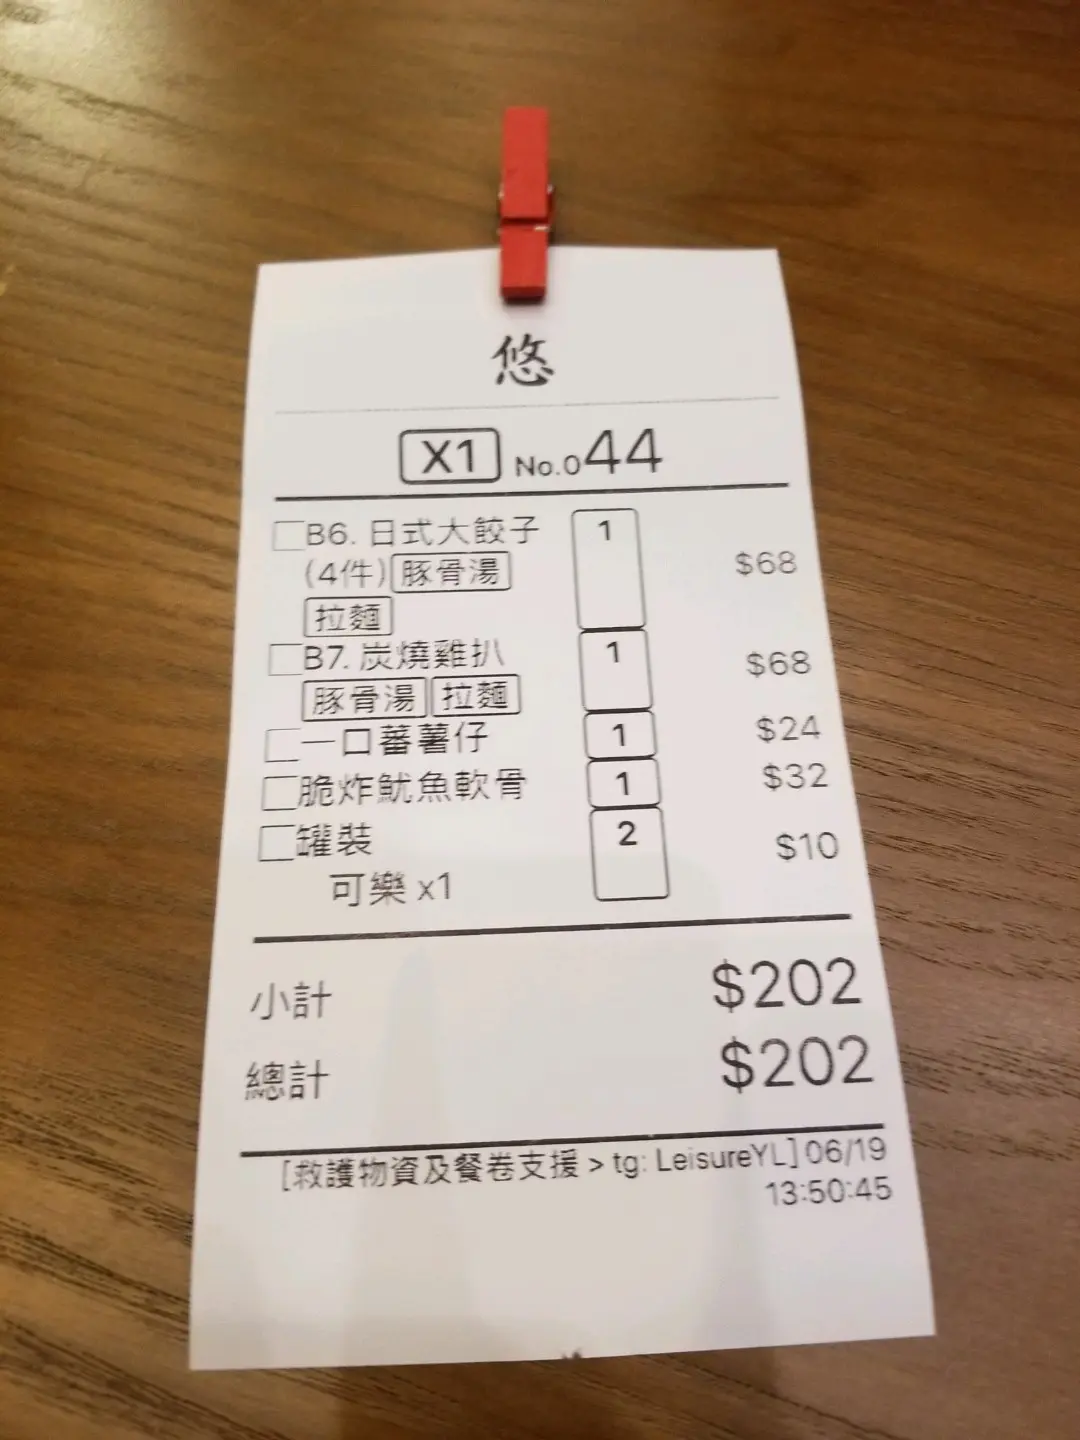 悠
X1 No.044
B6. 日式大餃子 1
(4件) 豚骨湯 $68
拉麵
B7. 炭燒雞扒 1 $68
豚骨湯 拉麵
一口蕃薯仔 1 $24
脆炸魷魚軟骨 1 $32
罐裝 2 $10
可樂 x1
小計 $202
總計 $202
[救護物資及餐卷支援 > tg: LeisureYL] 06/19
13:50:45